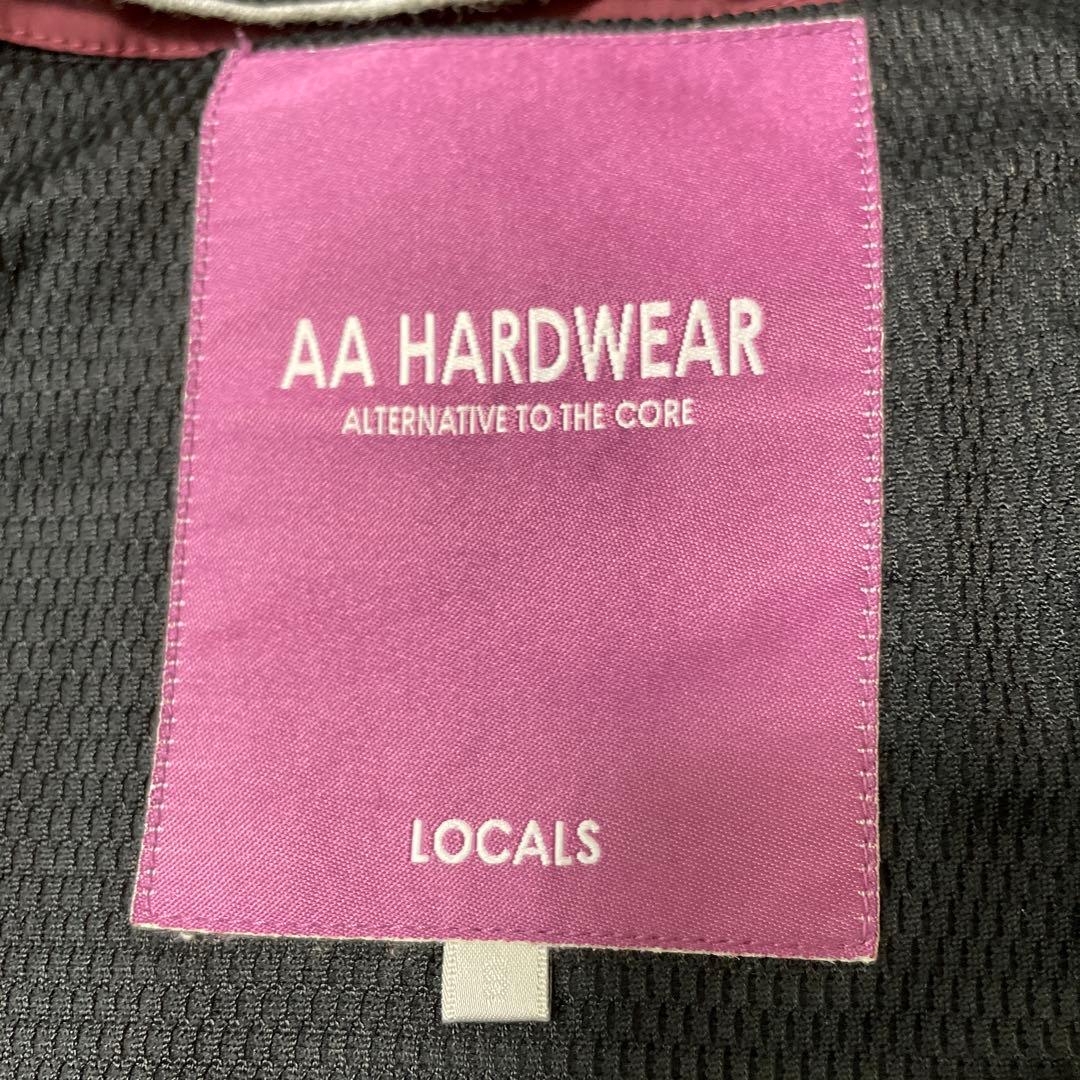 AA HARDWEAR
ALTERNATIVE TO THE CORE
LOCALS